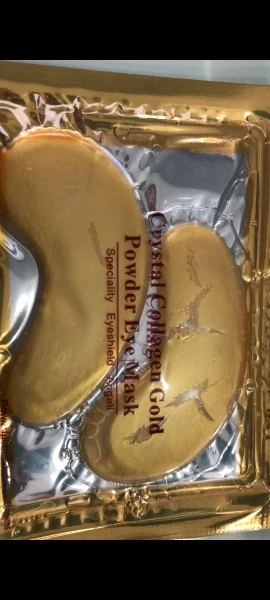 Crystal Collagen Gold
Powder Eye Mask
Speciality Eyeshield